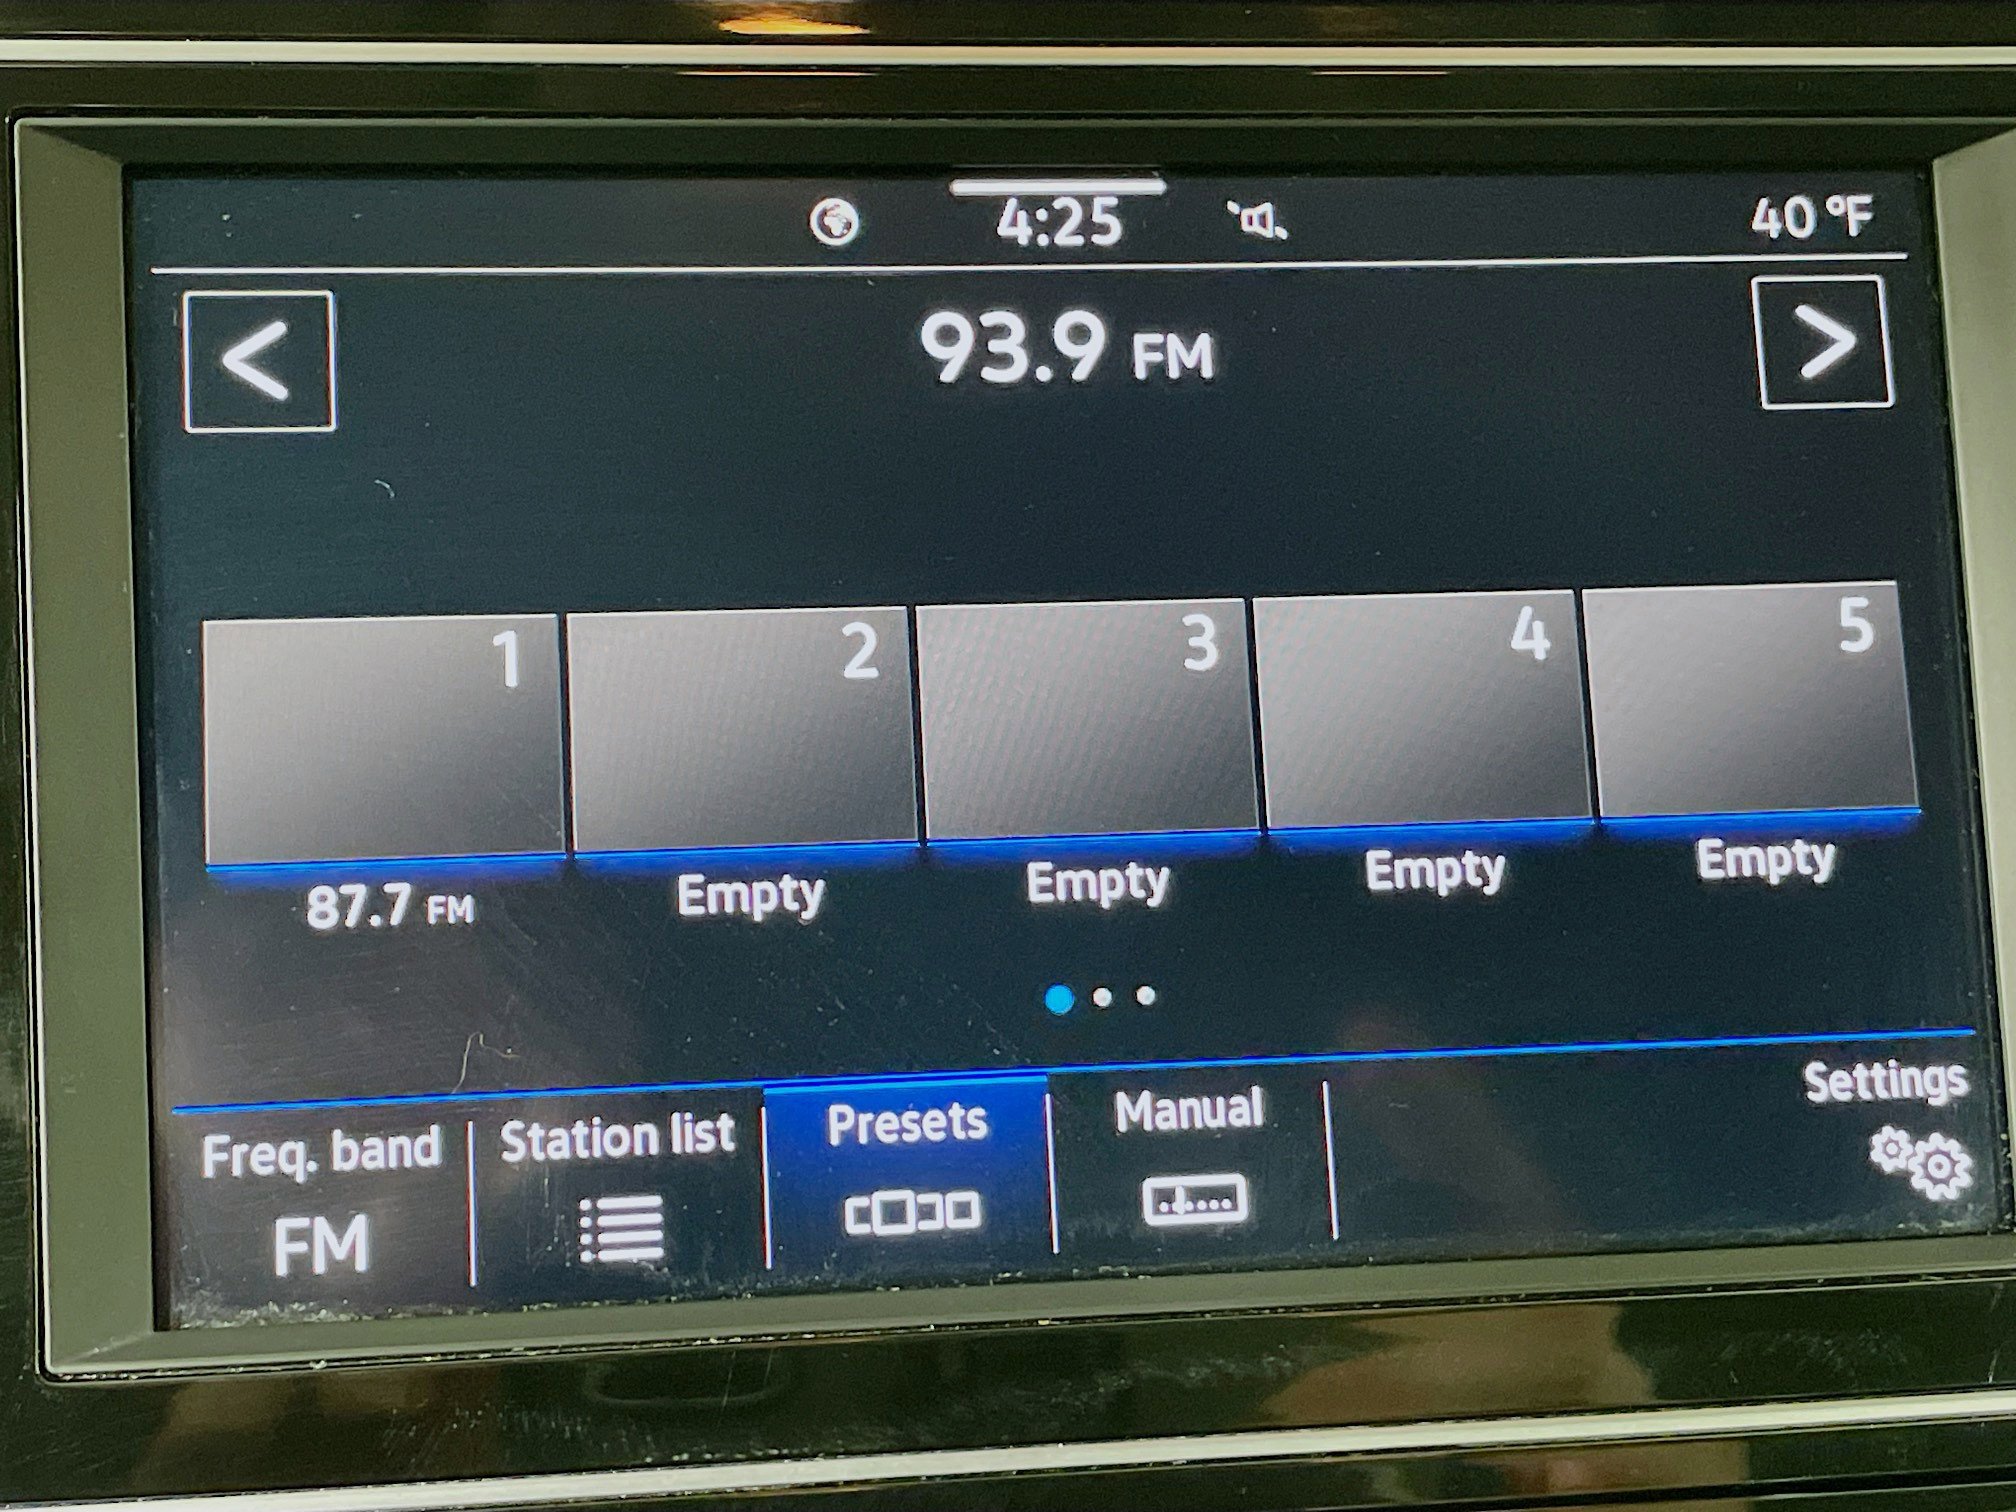 4:25 40 °F
< 93.9 FM >
1 2 3 4 5
87.7 FM Empty Empty Empty Empty
Freq. band Station list Presets Manual Settings
FM